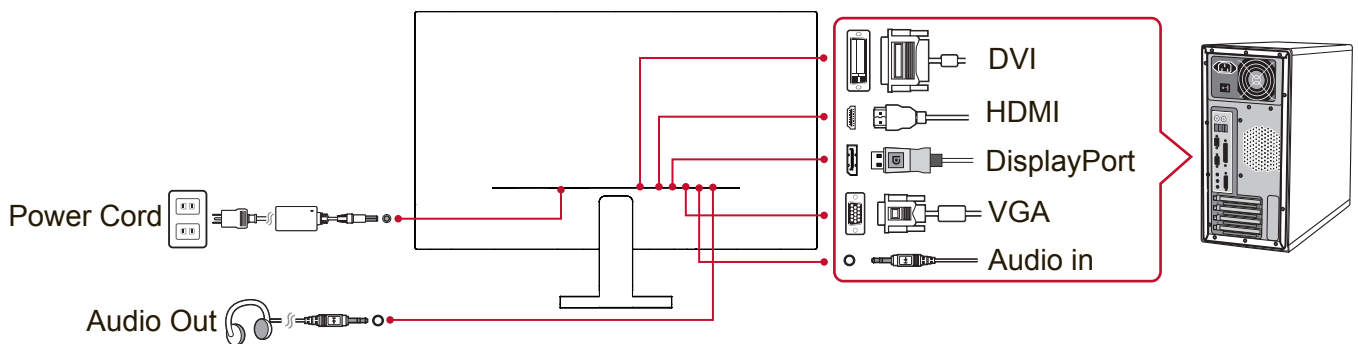 DVI
HDMI
DisplayPort
Power Cord
VGA
Audio in
Audio Out